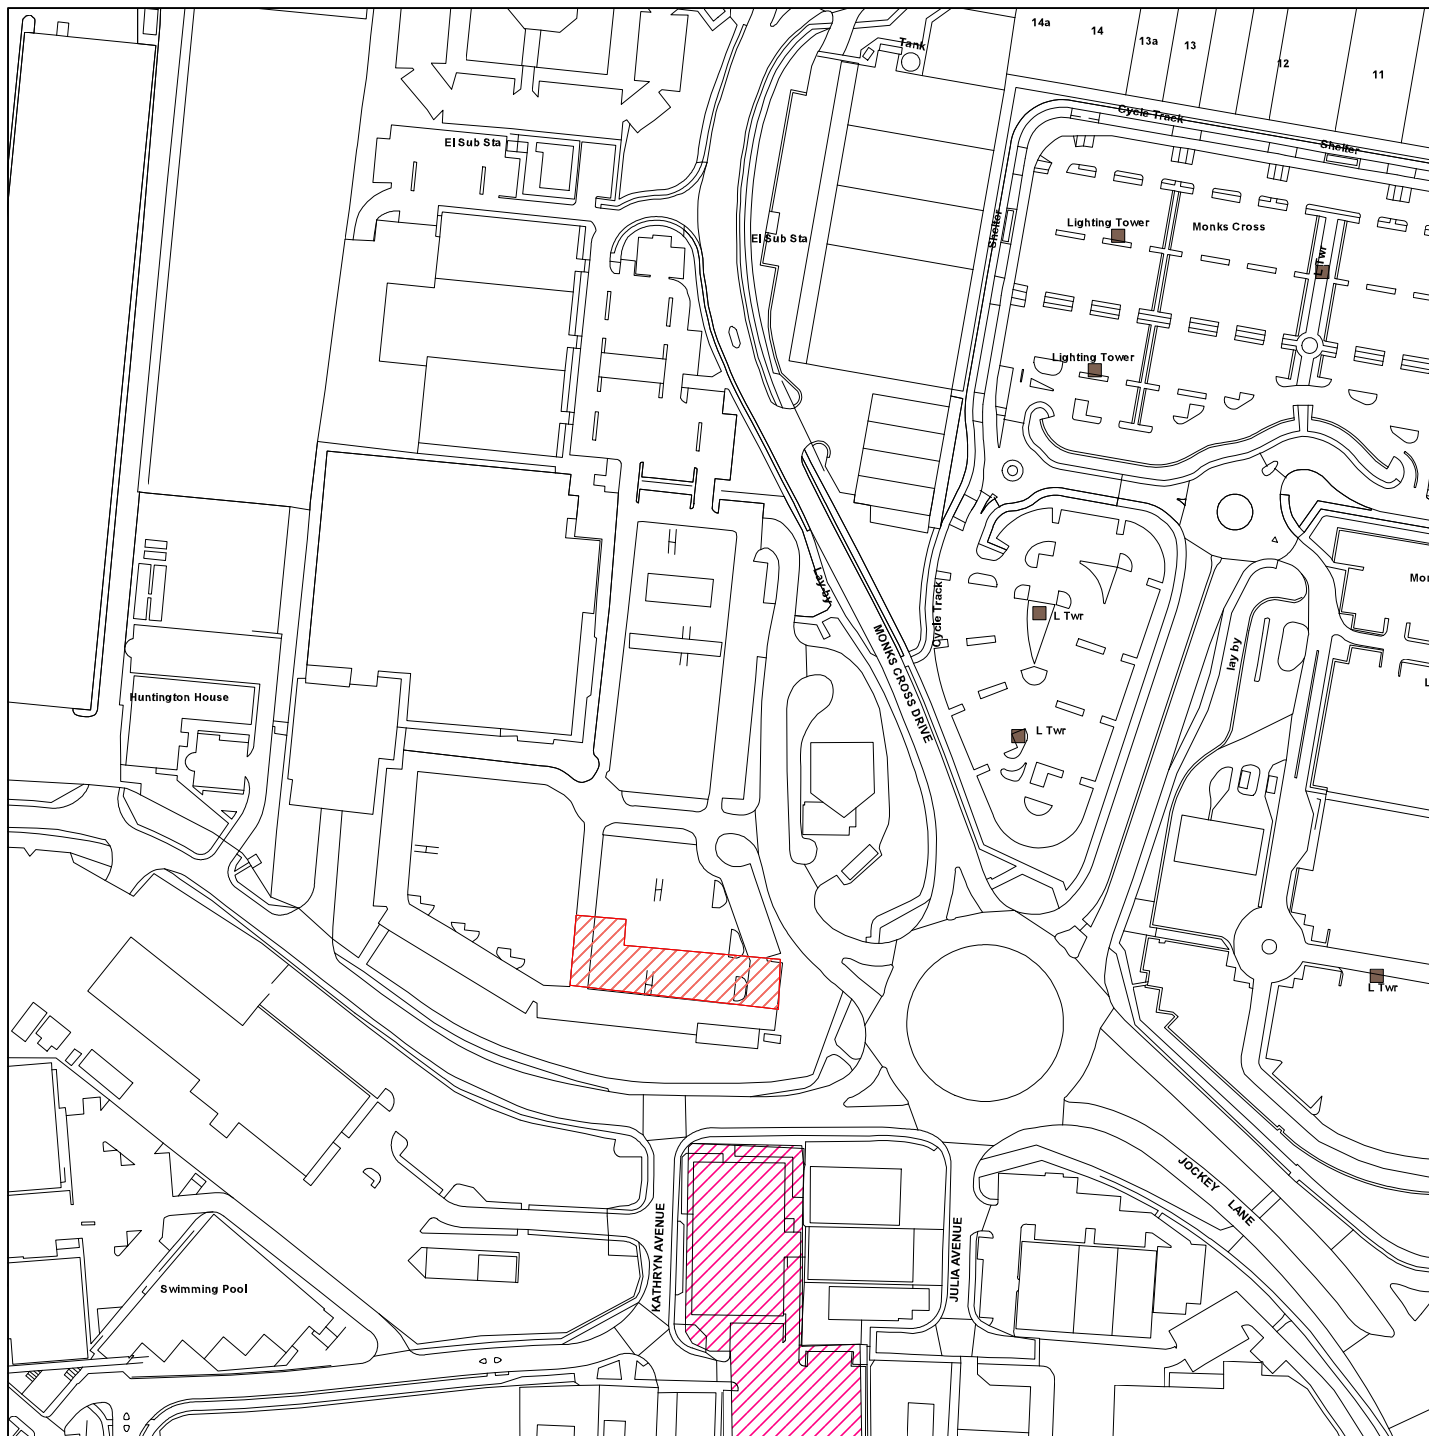 14a
14
13a
13
12
11
Tank
Cycle Track
Shelter
El Sub Sta
Shelter
Lighting Tower
Monks Cross
El Sub Sta
L Twr
Lighting Tower
Lay by
Cycle Track
L Twr
MONKS CROSS DRIVE
lay by
Huntington House
L Twr
L Twr
JOCKEY LANE
KATHRYN AVENUE
JULIA AVENUE
Swimming Pool